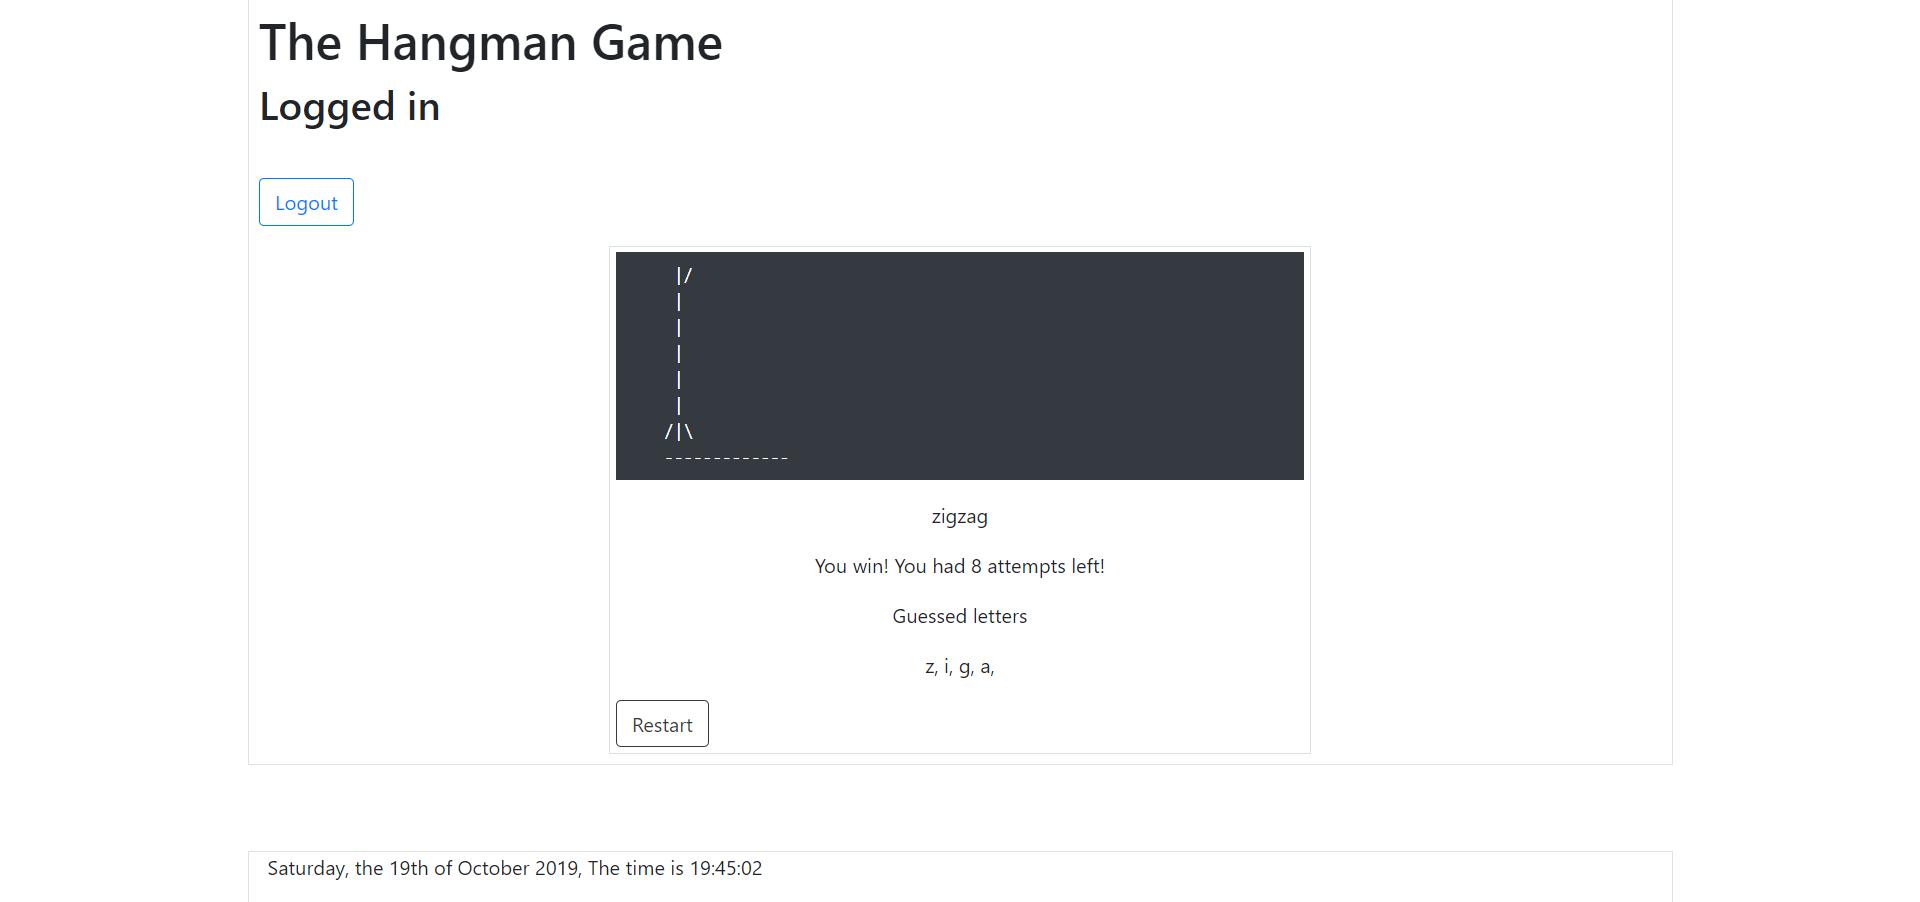 The Hangman Game
Logged in
Logout
|/
|
|
|
|
|
/|\
-------------
zigzag
You win! You had 8 attempts left!
Guessed letters
z, i, g, a,
Restart
Saturday, the 19th of October 2019, The time is 19:45:02